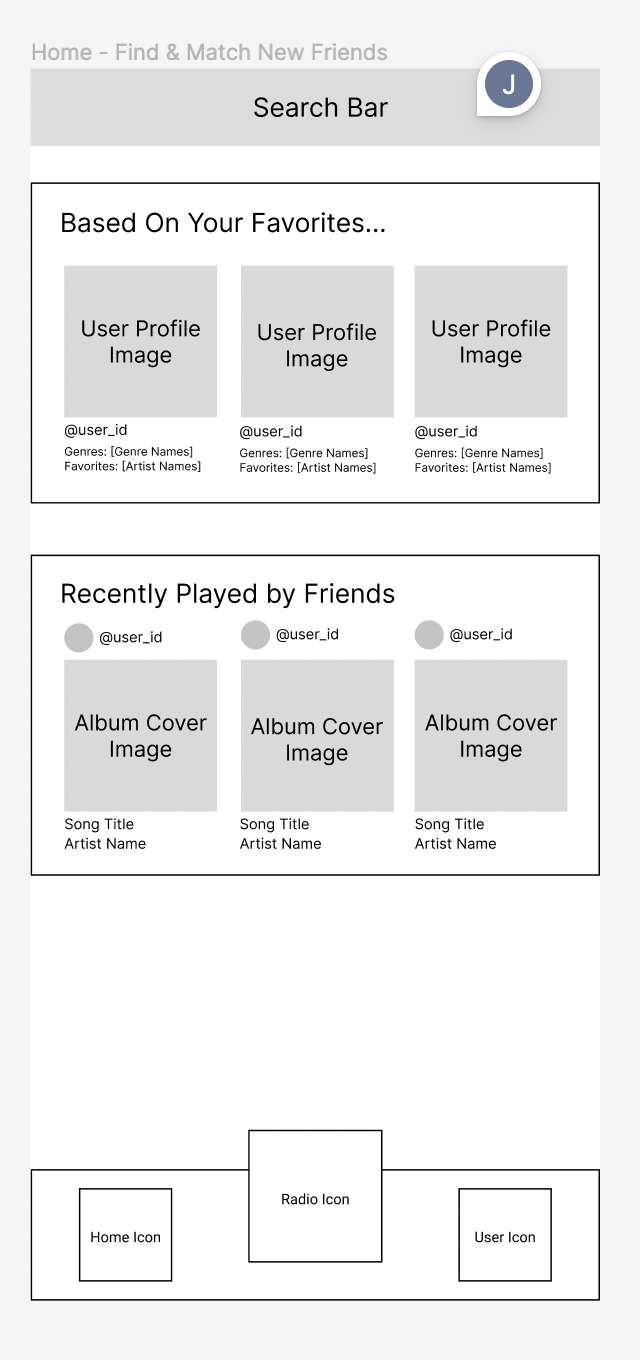 Home - Find & Match New Friends
J
Search Bar
Based On Your Favorites...
User Profile
Image
User Profile
Image
User Profile
Image
@user_id
@user_id
@user_id
Genres: [Genre Names]
Favorites: [Artist Names]
Genres: [Genre Names]
Favorites: [Artist Names]
Genres: [Genre Names]
Favorites: [Artist Names]
Recently Played by Friends
@user_id
@user_id
@user_id
Album Cover
Image
Album Cover
Image
Album Cover
Image
Song Title
Artist Name
Song Title
Artist Name
Song Title
Artist Name
Home Icon
Radio Icon
User Icon